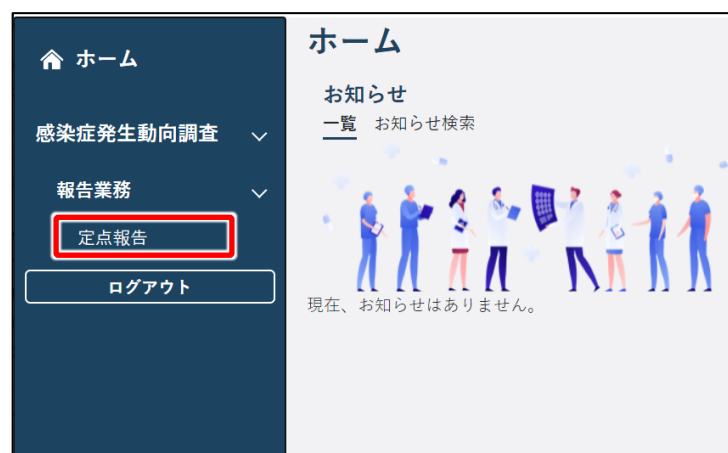 ホーム
感染症発生動向調査
報告業務
定点報告
ログアウト
ホーム
お知らせ
一覧 お知らせ検索
現在、お知らせはありません。